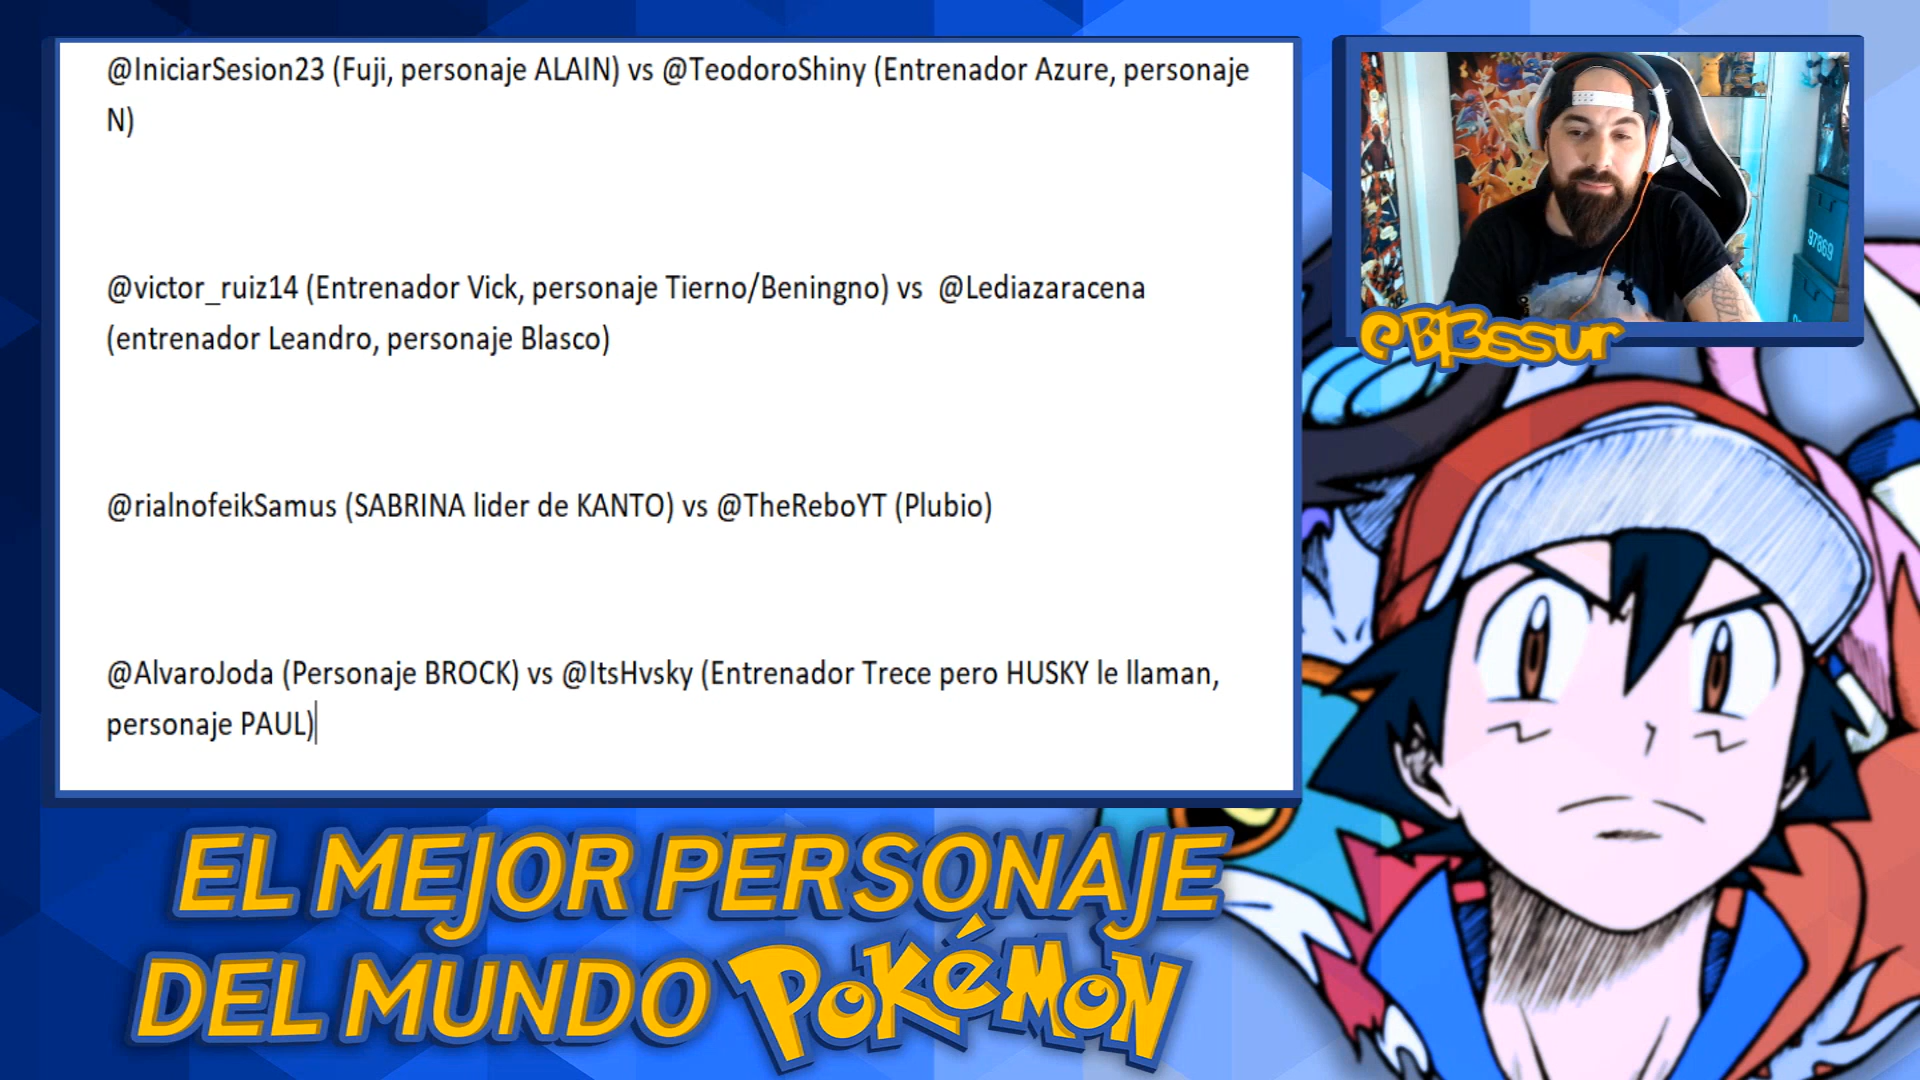 @IniciarSesion23 (Fuji, personaje ALAIN) vs @TeodoroShiny (Entrenador Azure, personaje
N)
@victor_ruiz14 (Entrenador Vick, personaje Tierno/Beningno) vs @Lediazaracena
(entrenador Leandro, personaje Blasco)
@rialnofeikSamus (SABRINA lider de KANTO) vs @TheReboYT (Plubio)
@AlvaroJoda (Personaje BROCK) vs @ItsHvsky (Entrenador Trece pero HUSKY le llaman,
personaje PAUL)
97869
@Bl3ssur
EL MEJOR PERSONAJE
DEL MUNDO POKéMON